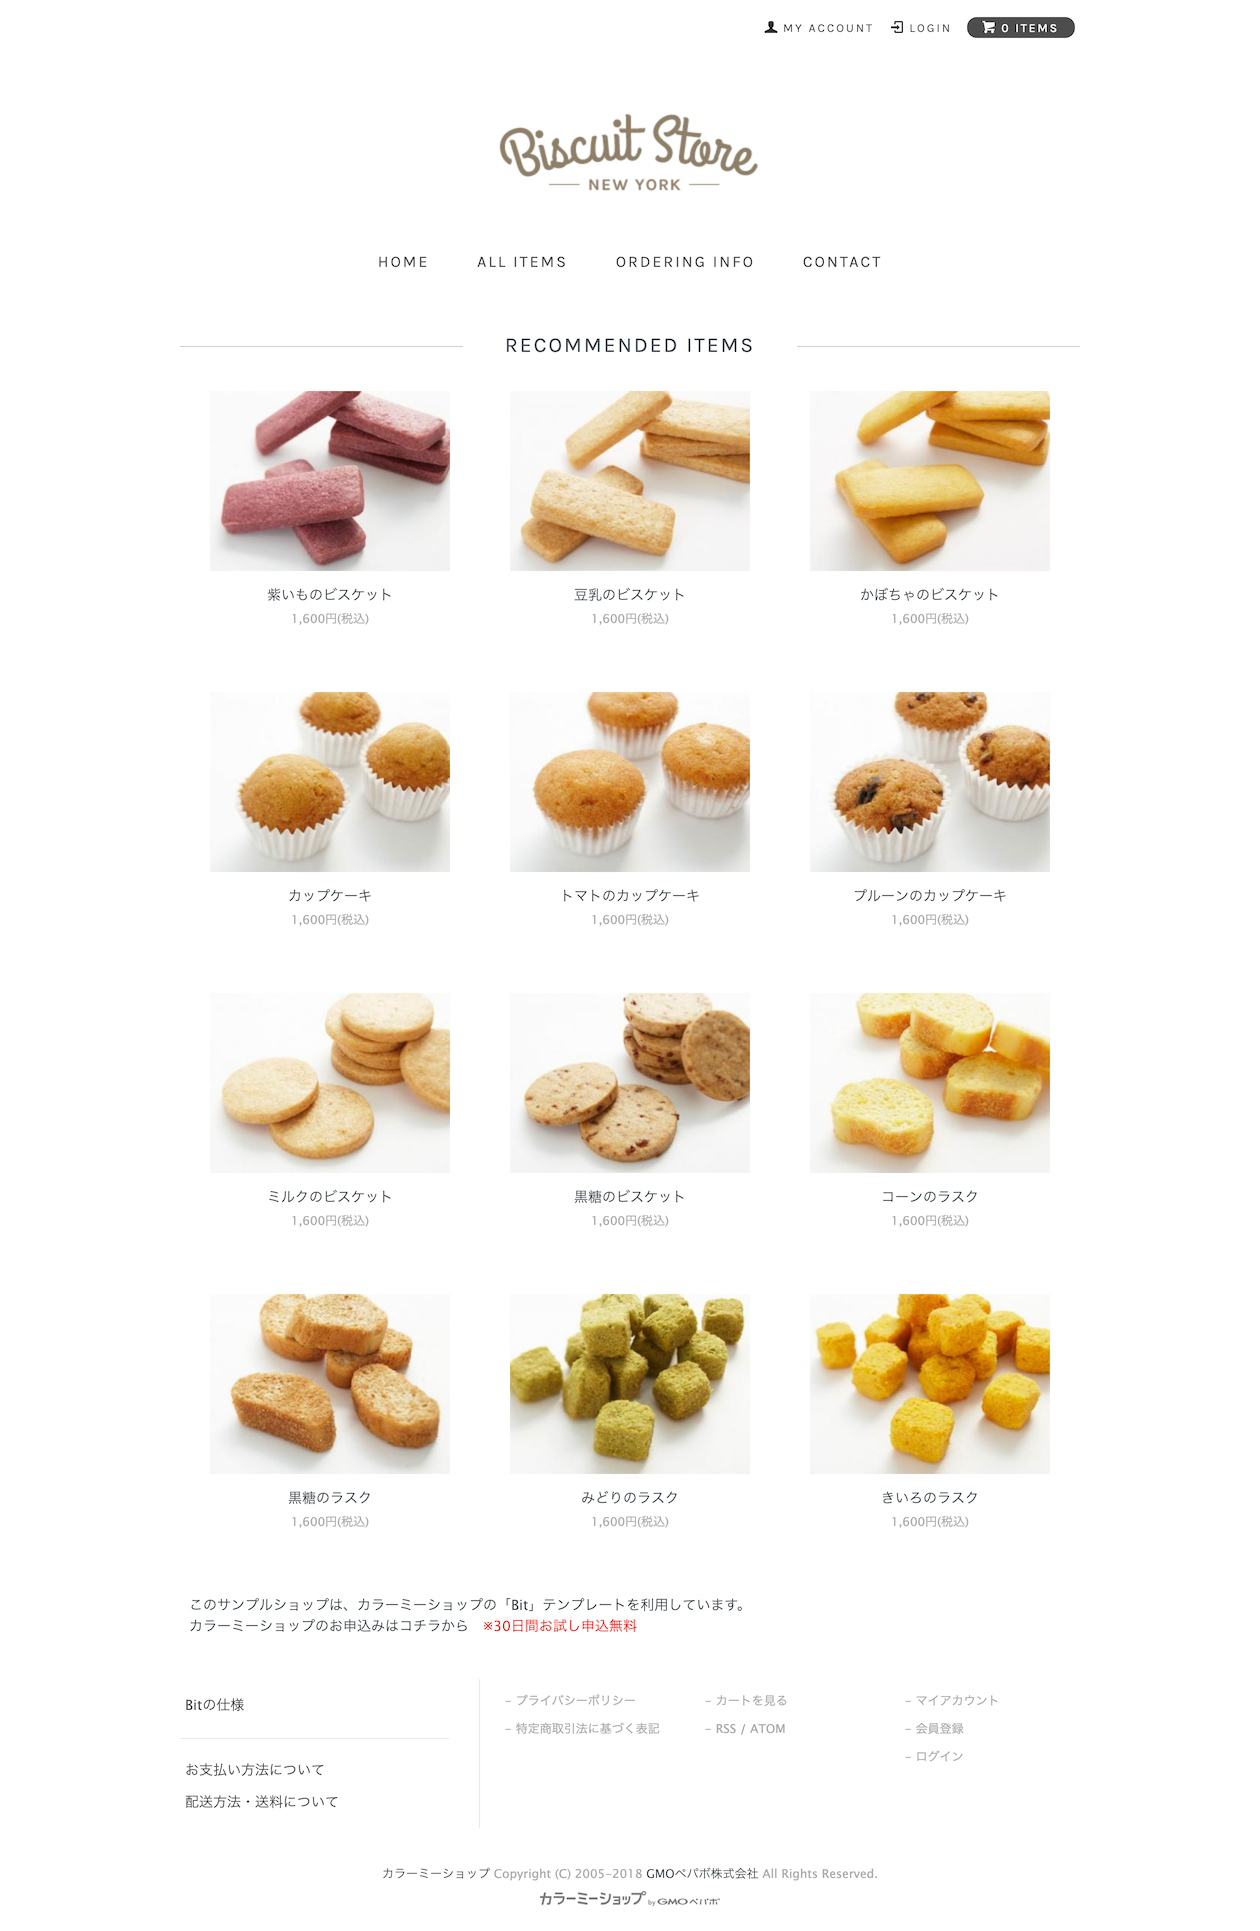 MY ACCOUNT LOGIN 0 ITEMS
Biscuit Store
NEW YORK
HOME ALL ITEMS ORDERING INFO CONTACT
RECOMMENDED ITEMS
紫いものビスケット 豆乳のビスケット かぼちゃのビスケット
1,600円(税込) 1,600円(税込) 1,600円(税込)
カップケーキ トマトのカップケーキ プルーンのカップケーキ
1,600円(税込) 1,600円(税込) 1,600円(税込)
ミルクのビスケット 黒糖のビスケット コーンのラスク
1,600円(税込) 1,600円(税込) 1,600円(税込)
黒糖のラスク みどりのラスク きいろのラスク
1,600円(税込) 1,600円(税込) 1,600円(税込)
このサンプルショップは、カラーミーショップの「Bit」テンプレートを利用しています。
カラーミーショップのお申込みはコチラから ※30日間お試し申込無料
Bitの仕様
お支払い方法について
配送方法・送料について
– プライバシーポリシー
– 特定商取引法に基づく表記
– カートを見る
– RSS / ATOM
– マイアカウント
– 会員登録
– ログイン
カラーミーショップ Copyright (C) 2005–2018 GMOペパボ株式会社 All Rights Reserved.
カラーミーショップ by GMOペパボ